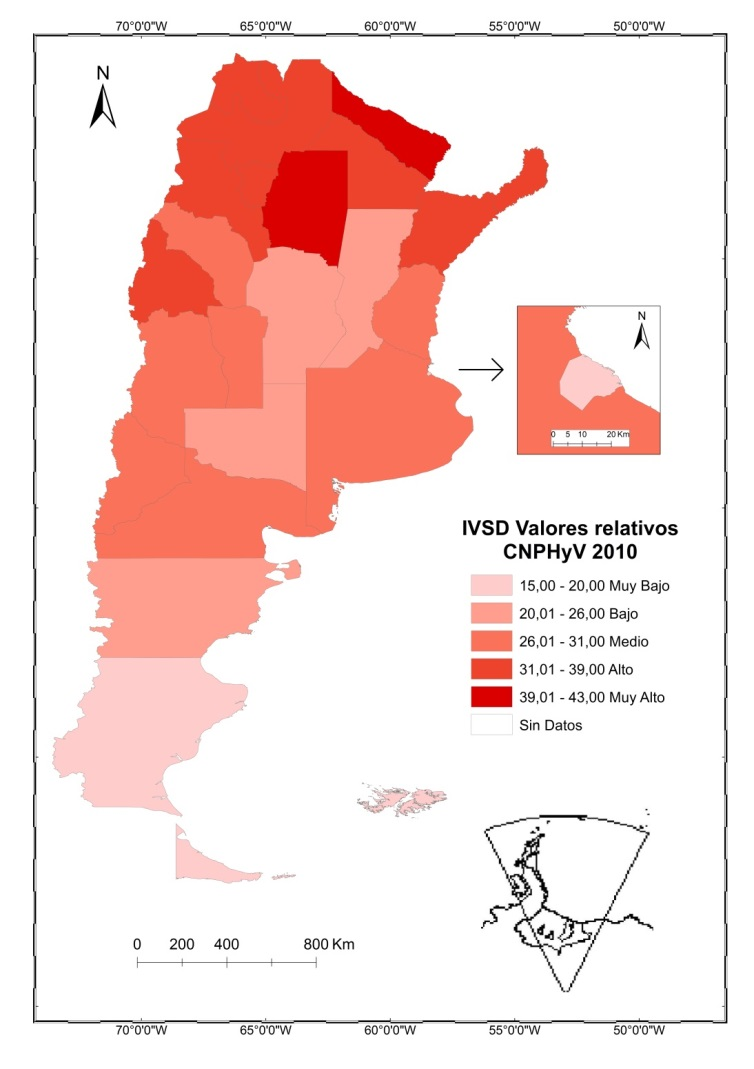 70°0'0"W 65°0'0"W 60°0'0"W 55°0'0"W 50°0'0"W
N
N
0 5 10 20 Km
IVSD Valores relativos
CNPHyV 2010
15,00 - 20,00 Muy Bajo
20,01 - 26,00 Bajo
26,01 - 31,00 Medio
31,01 - 39,00 Alto
39,01 - 43,00 Muy Alto
Sin Datos
0 200 400 800 Km
70°0'0"W 65°0'0"W 60°0'0"W 55°0'0"W 50°0'0"W